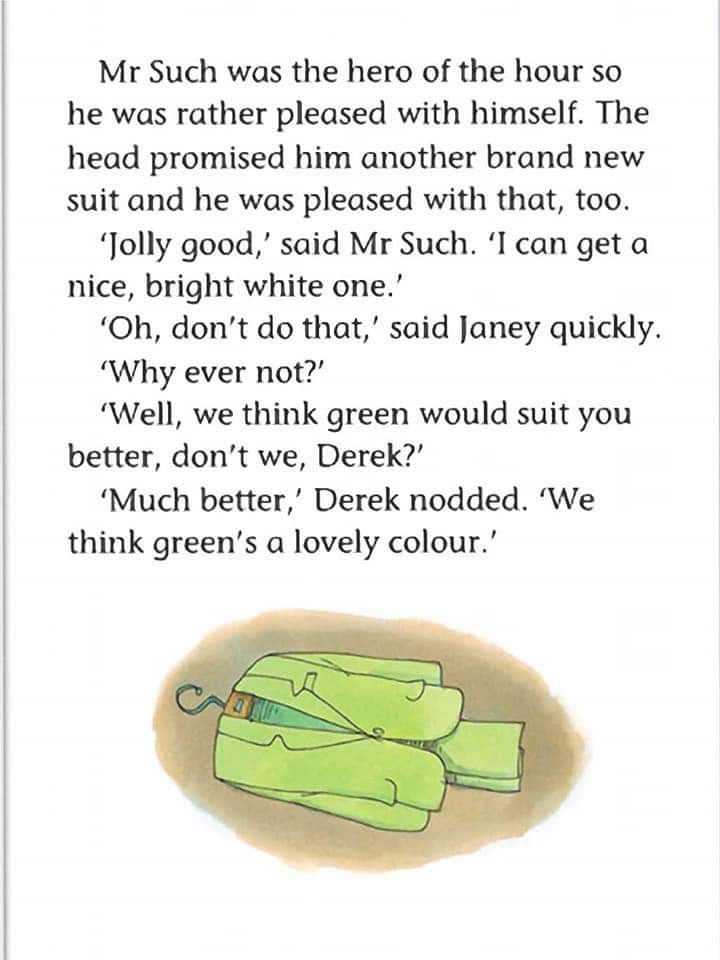 Mr Such was the hero of the hour so
he was rather pleased with himself. The
head promised him another brand new
suit and he was pleased with that, too.
‘Jolly good,’ said Mr Such. ‘I can get a
nice, bright white one.’
‘Oh, don’t do that,’ said Janey quickly.
‘Why ever not?’
‘Well, we think green would suit you
better, don’t we, Derek?’
‘Much better,’ Derek nodded. ‘We
think green’s a lovely colour.’